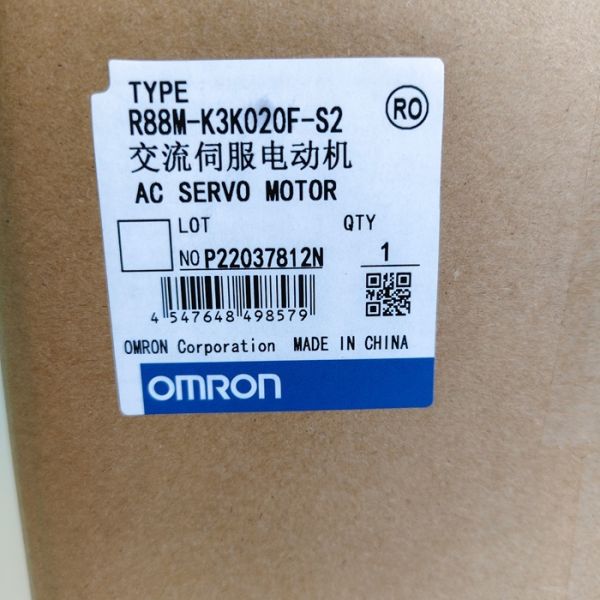 TYPE
R88M-K3K020F-S2
RO
交流伺服电动机
AC SERVO MOTOR
LOT QTY
NO P22037812N 1
4 547648 498579
OMRON Corporation MADE IN CHINA
OMRON